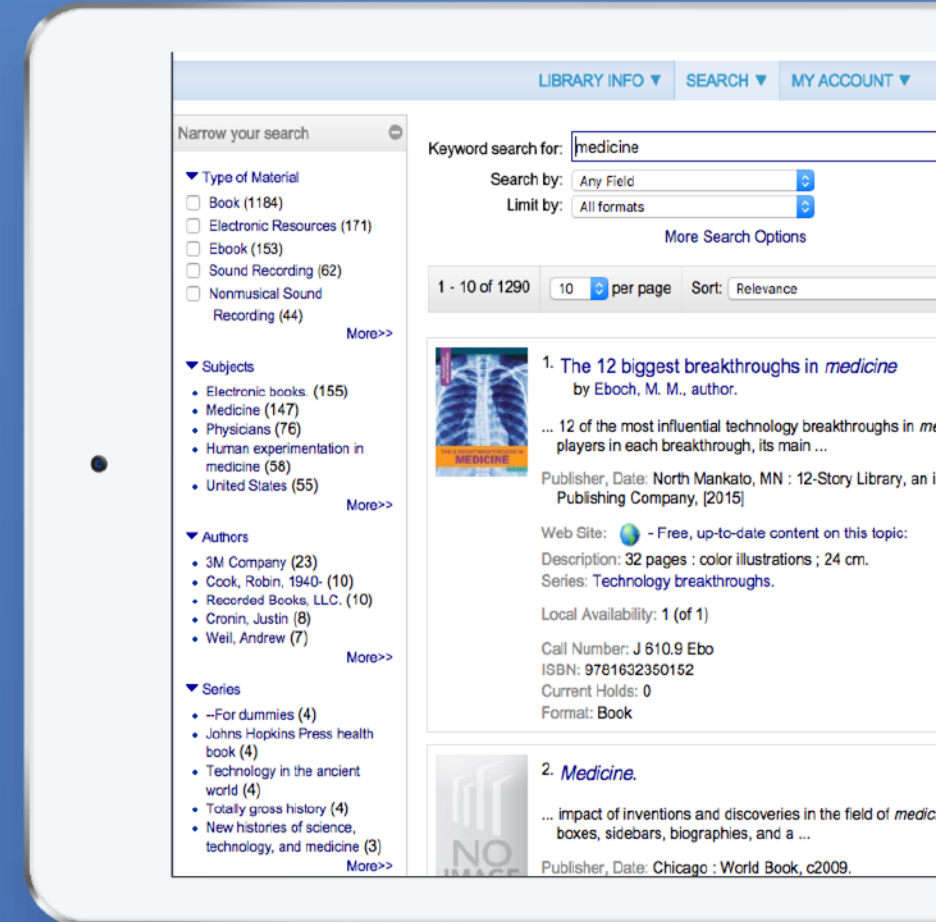 LIBRARY INFO ▼ SEARCH ▼ MY ACCOUNT ▼
Narrow your search
▼ Type of Material
Book (1184)
Electronic Resources (171)
Ebook (153)
Sound Recording (62)
Nonmusical Sound
Recording (44)
More>>
▼ Subjects
• Electronic books. (155)
• Medicine (147)
• Physicians (76)
• Human experimentation in
medicine (58)
• United States (55)
More>>
▼ Authors
• 3M Company (23)
• Cook, Robin, 1940- (10)
• Recorded Books, LLC. (10)
• Cronin, Justin (8)
• Weil, Andrew (7)
More>>
▼ Series
• --For dummies (4)
• Johns Hopkins Press health
book (4)
• Technology in the ancient
world (4)
• Totally gross history (4)
• New histories of science,
technology, and medicine (3)
More>>
Keyword search for: medicine
Search by: Any Field
Limit by: All formats
More Search Options
1 - 10 of 1290 10 per page Sort: Relevance
MEDICINE
1. The 12 biggest breakthroughs in medicine
by Eboch, M. M., author.
... 12 of the most influential technology breakthroughs in me
players in each breakthrough, its main ...
Publisher, Date: North Mankato, MN : 12-Story Library, an i
Publishing Company, [2015]
Web Site: - Free, up-to-date content on this topic:
Description: 32 pages : color illustrations ; 24 cm.
Series: Technology breakthroughs.
Local Availability: 1 (of 1)
Call Number: J 610.9 Ebo
ISBN: 9781632350152
Current Holds: 0
Format: Book
NO
IMAGE
2. Medicine.
... impact of inventions and discoveries in the field of medic
boxes, sidebars, biographies, and a ...
Publisher, Date: Chicago : World Book, c2009.